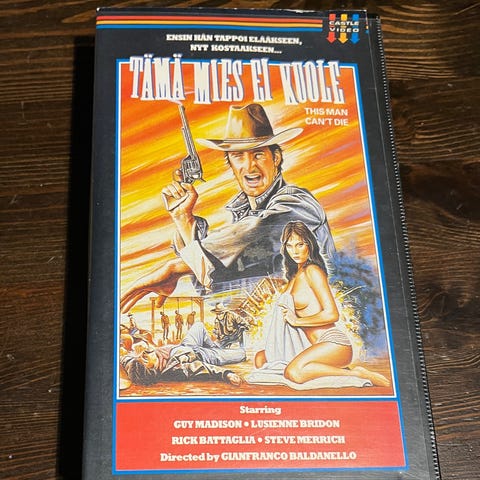 ENSIN HÄN TAPPOI ELÄÄKSEEN,
NYT KOSTAAKSEEN...
CASTLE
VIDEO
TÄMÄ MIES EI KUOLE
THIS MAN
CAN'T DIE
Starring
GUY MADISON • LUSIENNE BRIDON
RICK BATTAGLIA • STEVE MERRICH
Directed by GIANFRANCO BALDANELLO